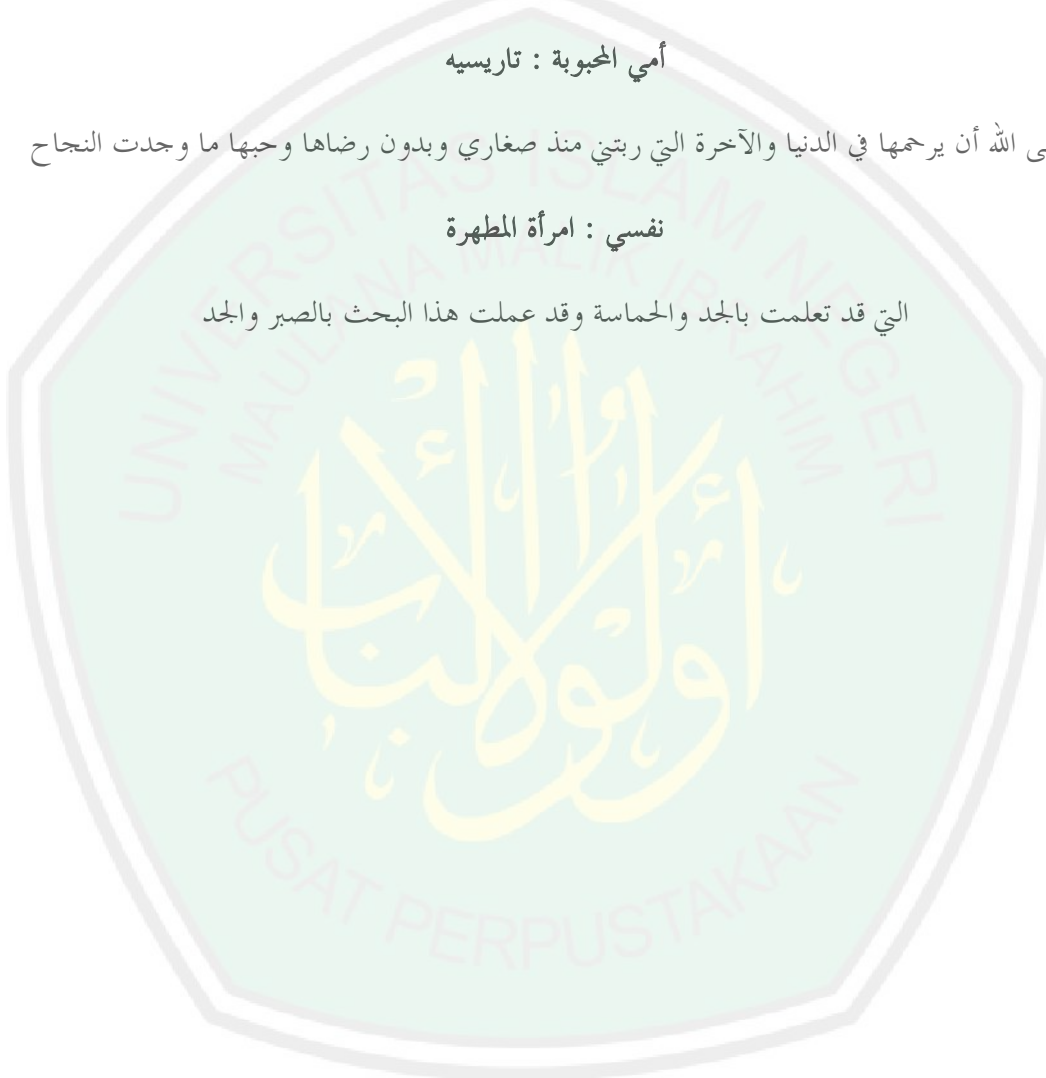 أمي المحبوبة : تاريسيه
ى الله أن يرحمها في الدنيا والآخرة التي ربتني منذ صغاري وبدون رضاها وحبها ما وجدت النجاح
نفسي : امرأة المطهرة
التي قد تعلمت بالجد والحماسة وقد عملت هذا البحث بالصبر والجد
UNIVERSITAS ISLAM NEGERI
MAULANA MALIK IBRAHIM
أولوا الألباب
PUSAT PERPUSTAKAAN